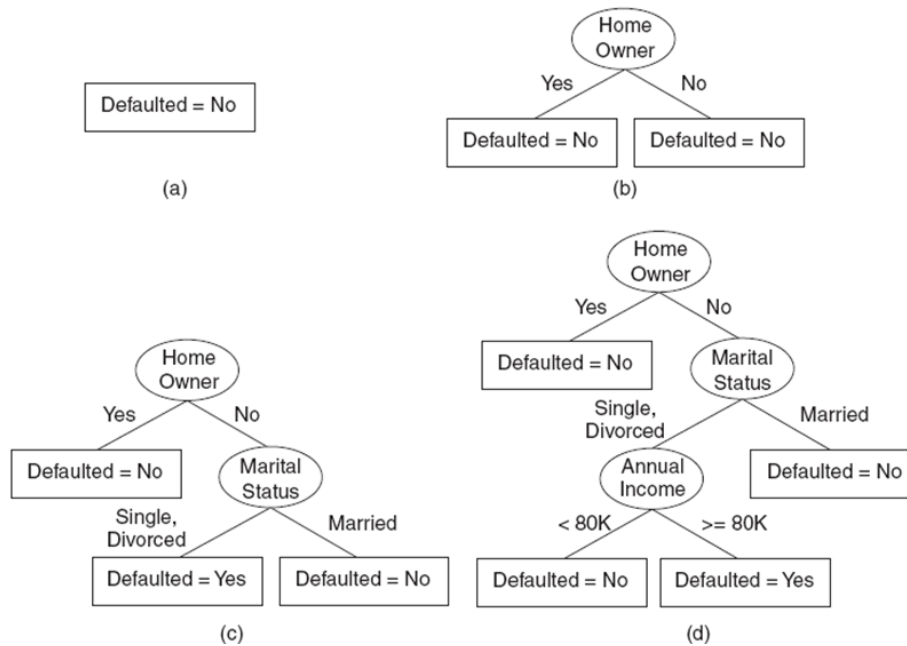 Defaulted = No
(a)
Home
Owner
Yes
No
Defaulted = No
Defaulted = No
(b)
Home
Owner
Yes
No
Defaulted = No
Marital
Status
Single,
Divorced
Married
Defaulted = Yes
Defaulted = No
(c)
Home
Owner
Yes
No
Defaulted = No
Marital
Status
Single,
Divorced
Married
Annual
Income
Defaulted = No
< 80K
>= 80K
Defaulted = No
Defaulted = Yes
(d)